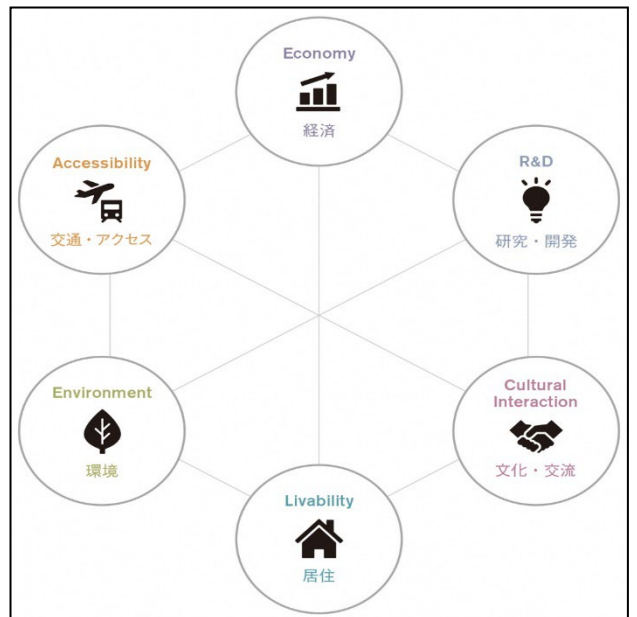 Economy
経済
Accessibility
交通・アクセス
R&D
研究・開発
Environment
環境
Cultural
Interaction
文化・交流
Livability
居住